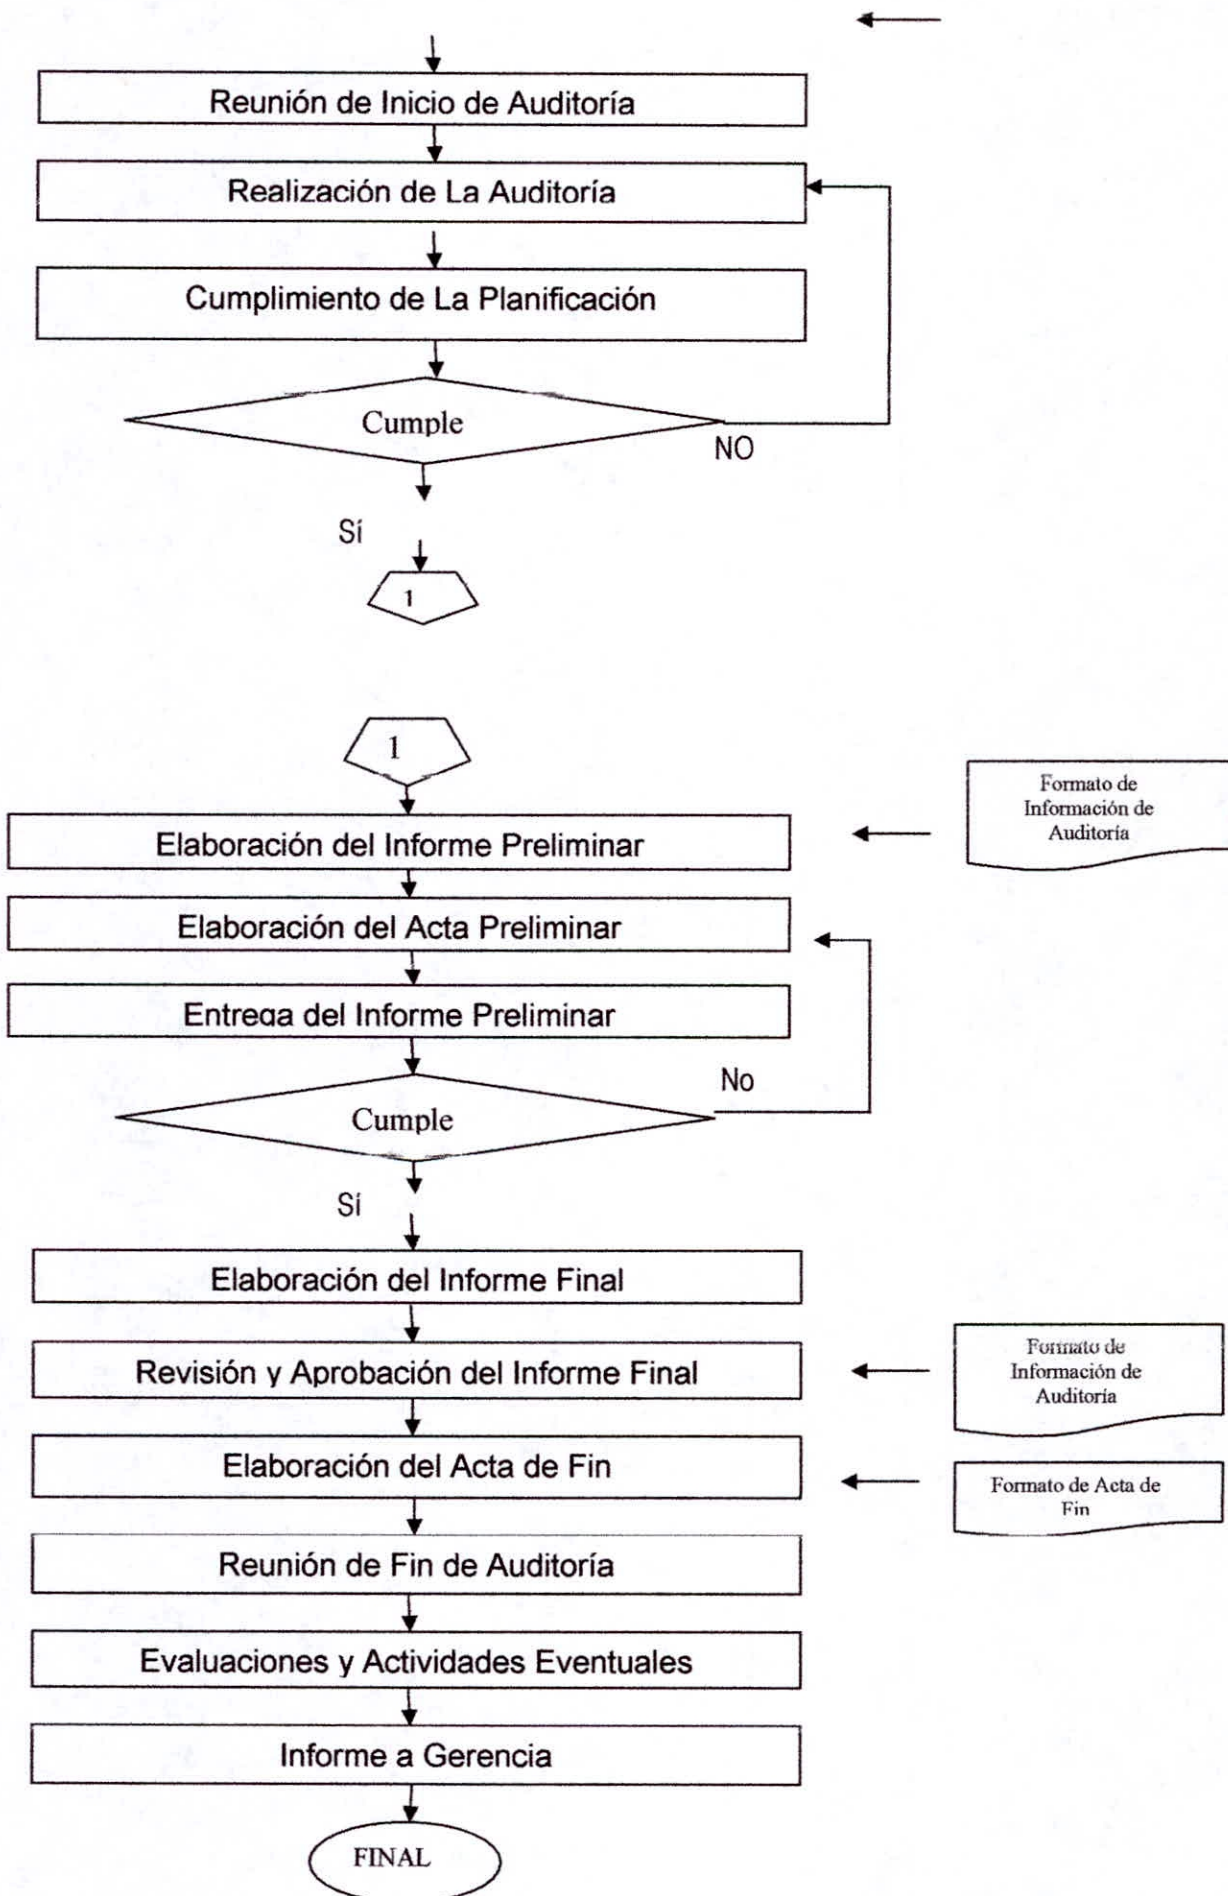 Reunión de Inicio de Auditoría
Realización de La Auditoría
Cumplimiento de La Planificación
Cumple
NO
Sí
1
1
Formato de
Información de
Auditoría
Elaboración del Informe Preliminar
Elaboración del Acta Preliminar
Entrega del Informe Preliminar
No
Cumple
Sí
Elaboración del Informe Final
Formato de
Información de
Auditoría
Revisión y Aprobación del Informe Final
Elaboración del Acta de Fin
Formato de Acta de
Fin
Reunión de Fin de Auditoría
Evaluaciones y Actividades Eventuales
Informe a Gerencia
FINAL